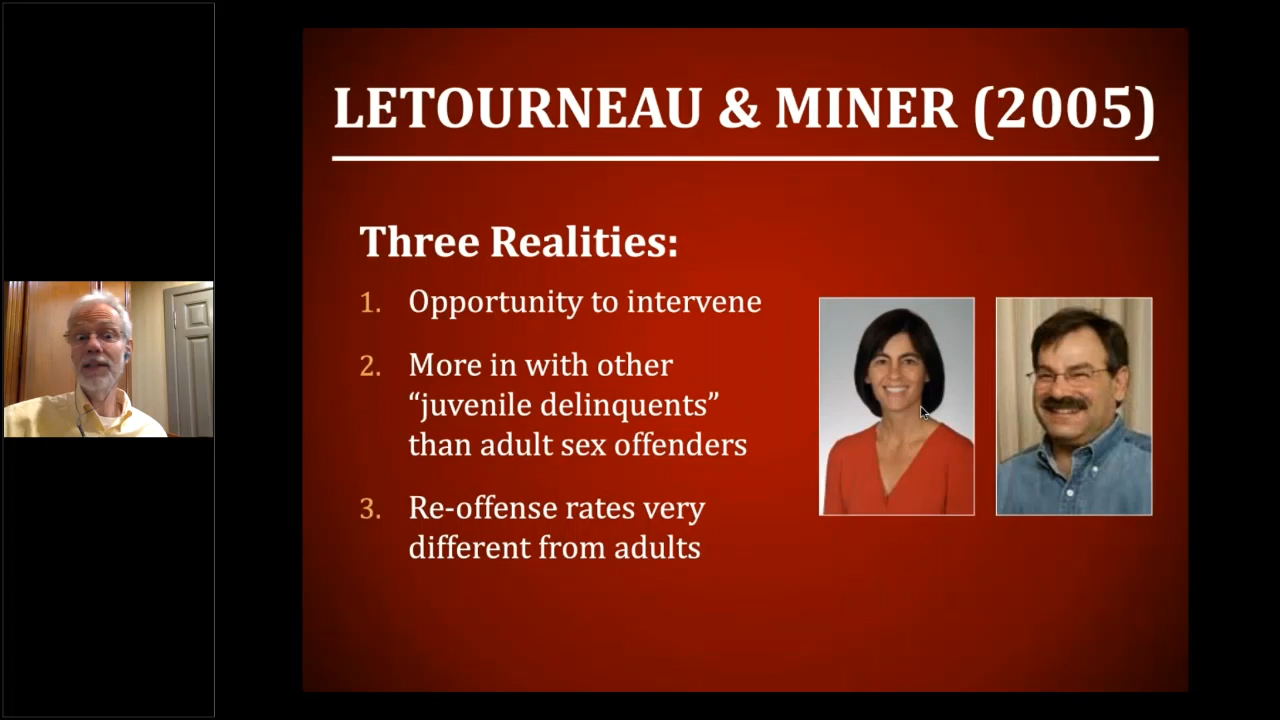 LETOURNEAU & MINER (2005)
Three Realities:
1. Opportunity to intervene
2. More in with other
“juvenile delinquents”
than adult sex offenders
3. Re-offense rates very
different from adults